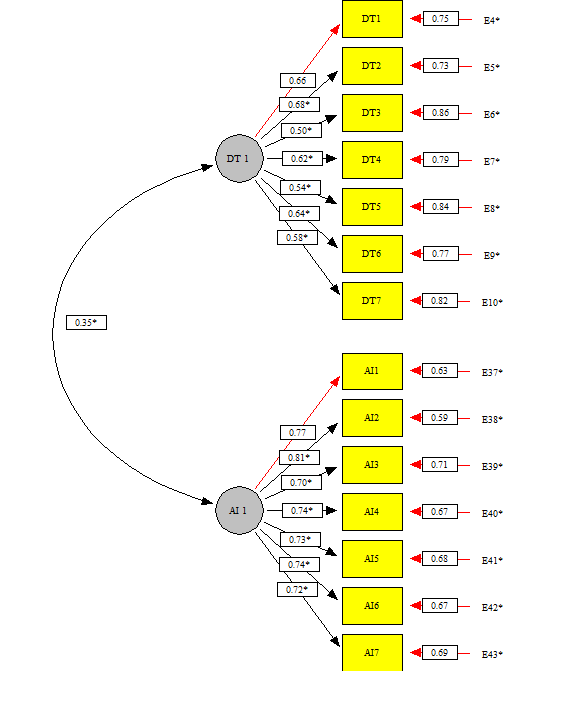 DT1 0.75 E4*
0.66
DT2 0.73 E5*
0.68*
DT3 0.86 E6*
0.50*
DT 1 0.62* DT4 0.79 E7*
0.54*
DT5 0.84 E8*
0.64*
0.58*
DT6 0.77 E9*
DT7 0.82 E10*
0.35*
AI1 0.63 E37*
0.77
AI2 0.59 E38*
0.81*
AI3 0.71 E39*
0.70*
AI 1 0.74* AI4 0.67 E40*
0.73*
AI5 0.68 E41*
0.74*
0.72*
AI6 0.67 E42*
AI7 0.69 E43*